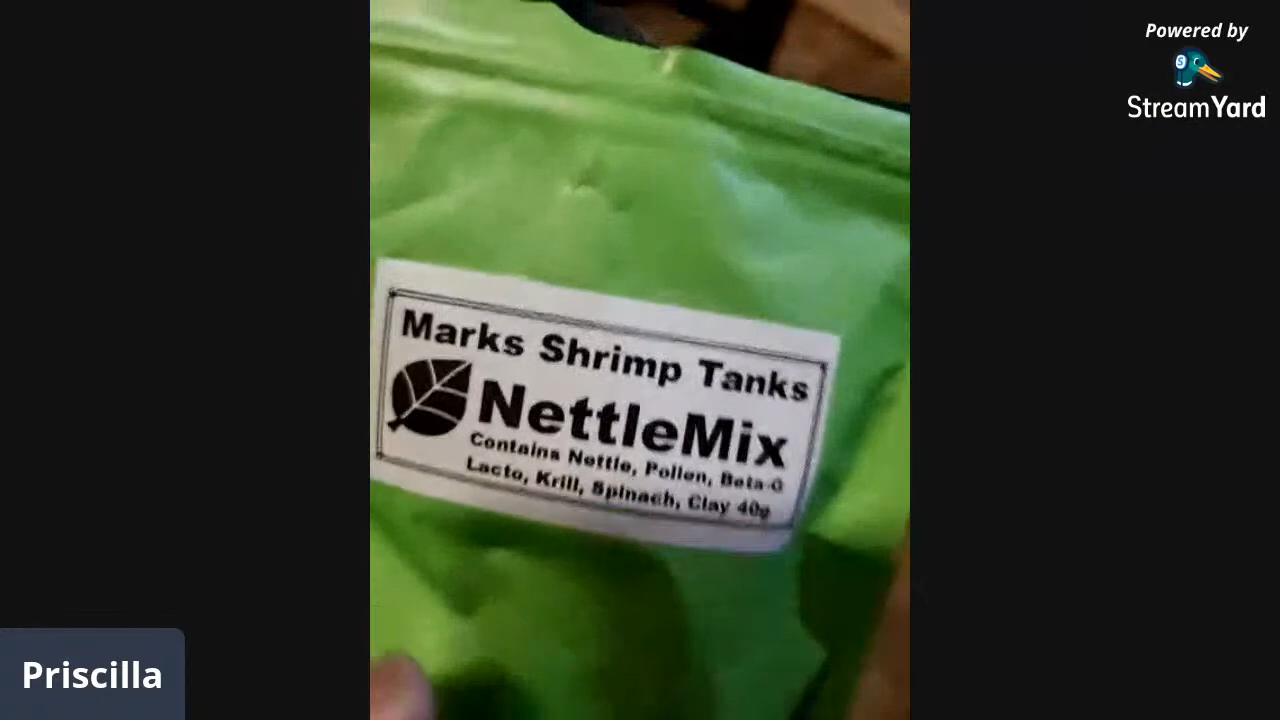 Powered by
StreamYard
Marks Shrimp Tanks
NettleMix
Contains Nettle, Pollen, Beta-G
Lacto, Krill, Spinach, Clay 40g
Priscilla